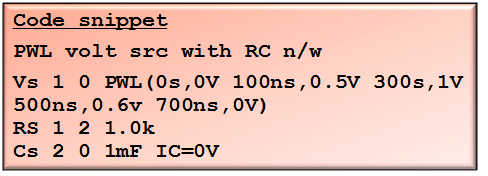 Code snippet
PWL volt src with RC n/w
Vs 1 0 PWL(0s,0V 100ns,0.5V 300s,1V
500ns,0.6v 700ns,0V)
RS 1 2 1.0k
Cs 2 0 1mF IC=0V